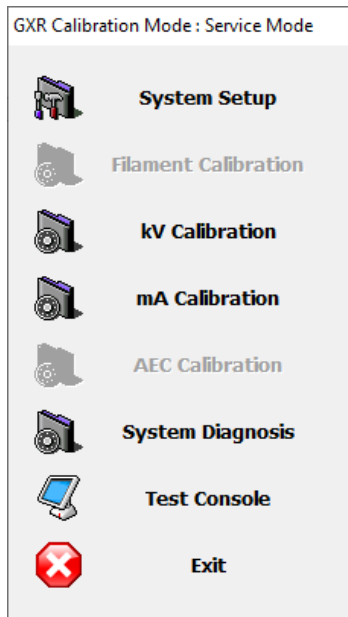 GXR Calibration Mode : Service Mode
System Setup
Filament Calibration
kV Calibration
mA Calibration
AEC Calibration
System Diagnosis
Test Console
Exit